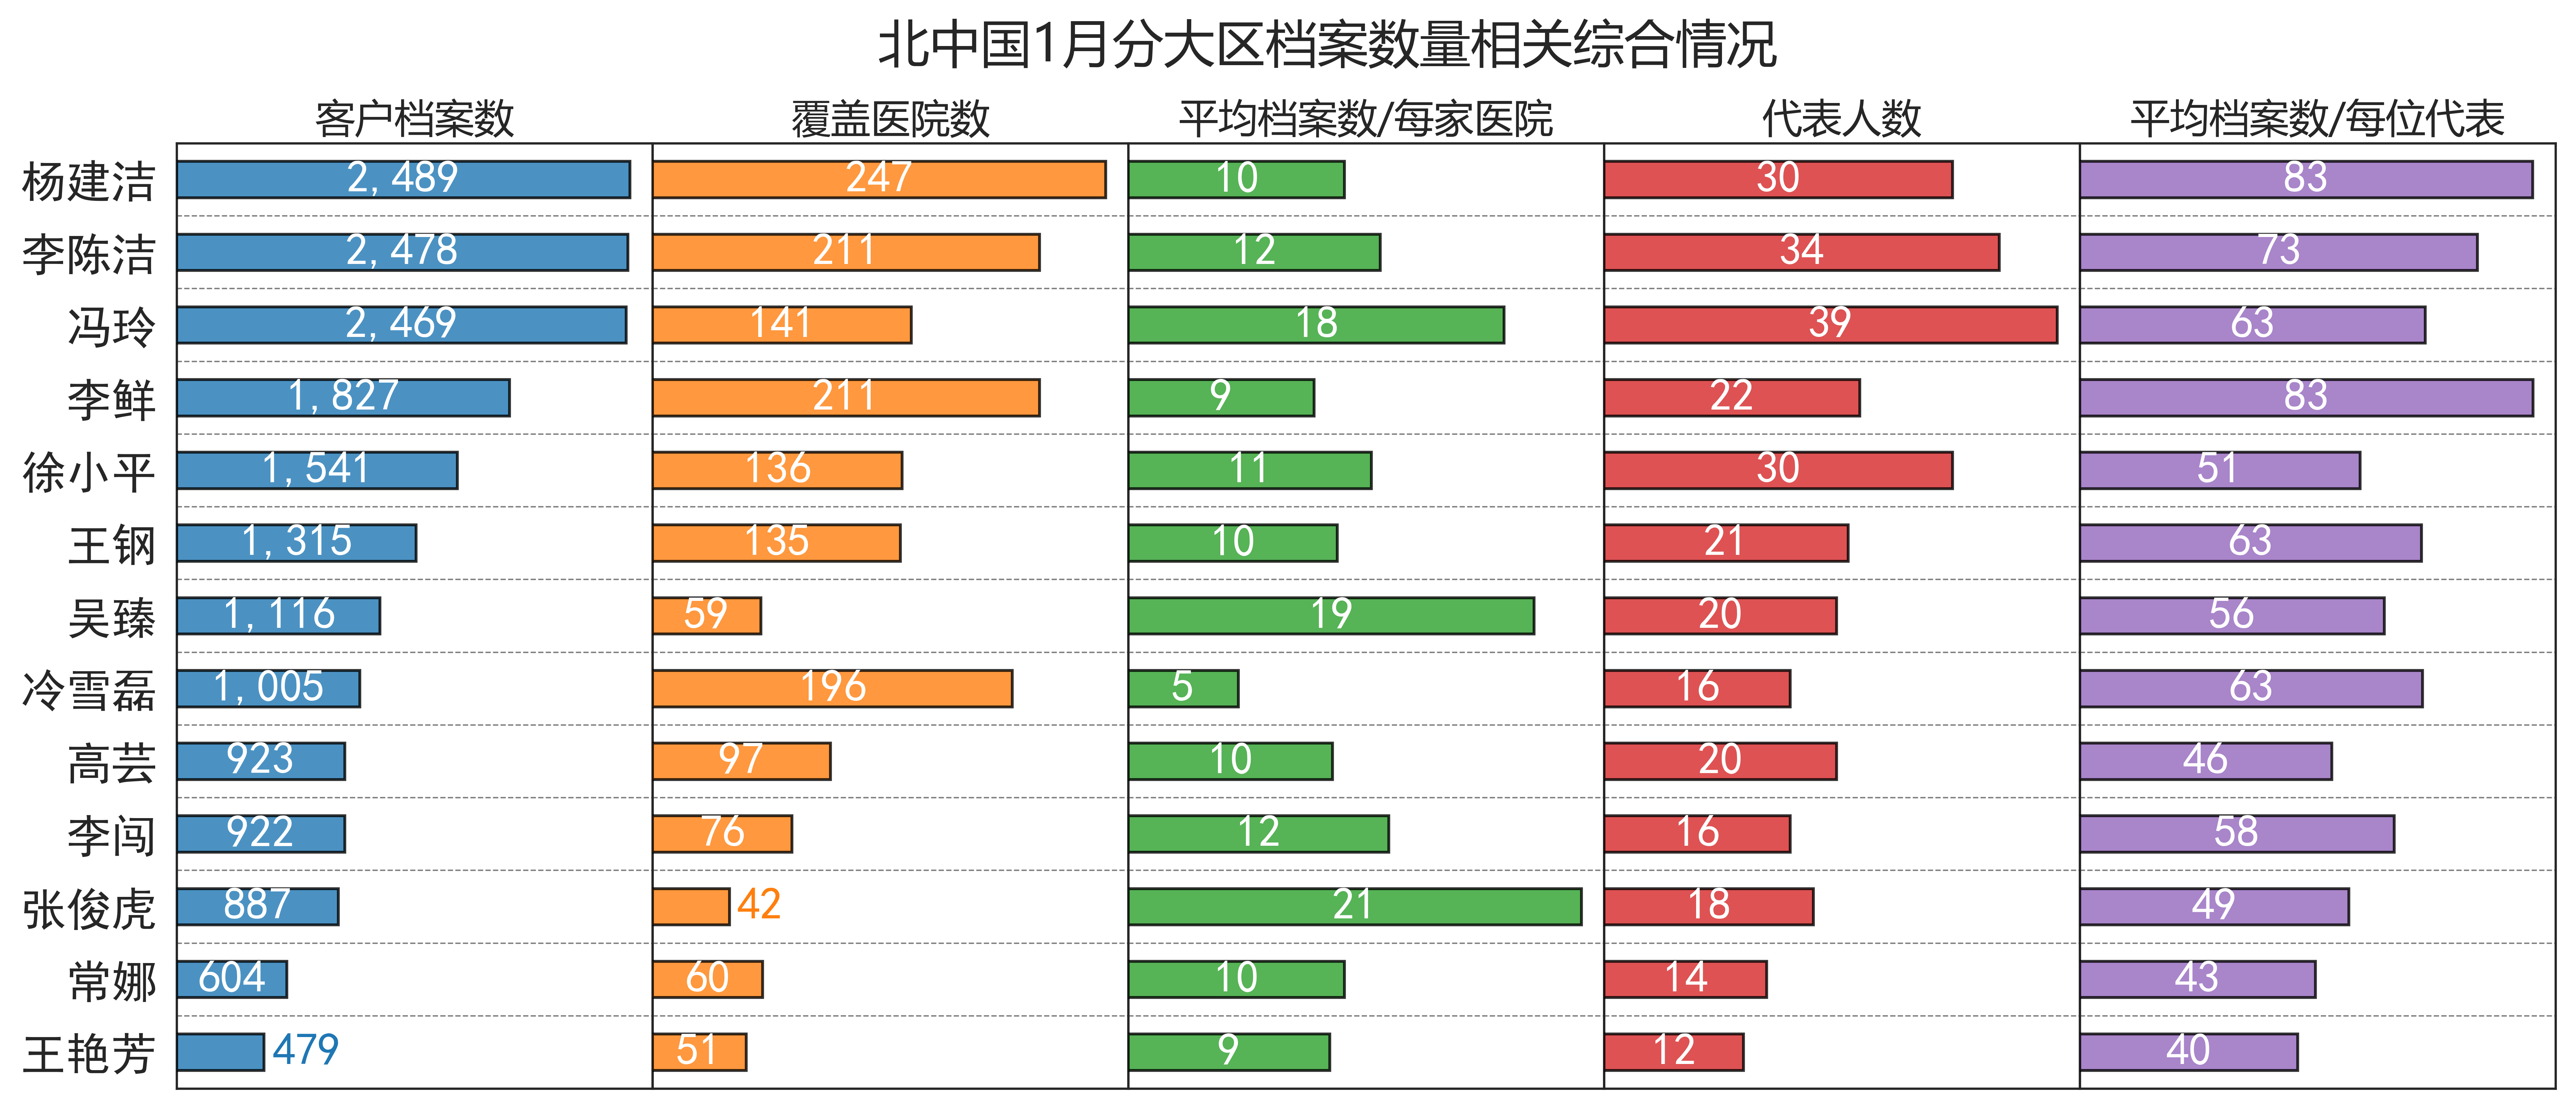 北中国1月分大区档案数量相关综合情况
客户档案数 覆盖医院数 平均档案数/每家医院 代表人数 平均档案数/每位代表
杨建洁 2,489 247 10 30 83
李陈洁 2,478 211 12 34 73
冯玲 2,469 141 18 39 63
李鲜 1,827 211 9 22 83
徐小平 1,541 136 11 30 51
王钢 1,315 135 10 21 63
吴臻 1,116 59 19 20 56
冷雪磊 1,005 196 5 16 63
高芸 923 97 10 20 46
李闯 922 76 12 16 58
张俊虎 887 42 21 18 49
常娜 604 60 10 14 43
王艳芳 479 51 9 12 40